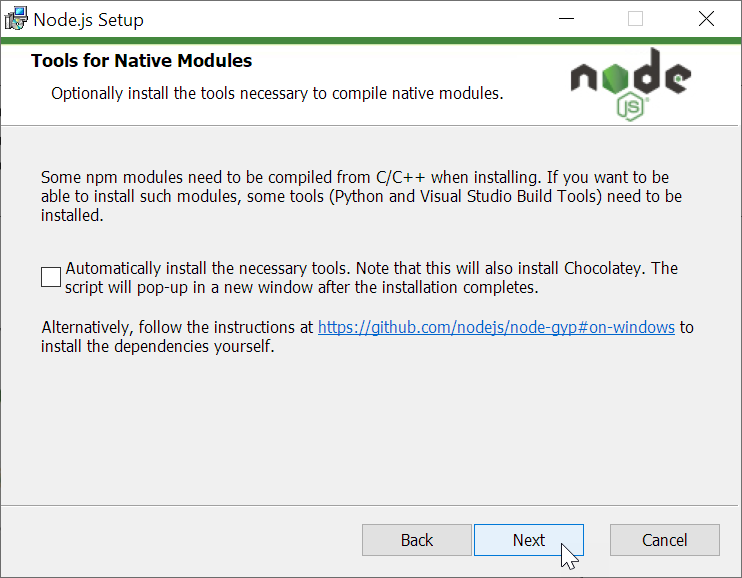 Node.js Setup
Tools for Native Modules
Optionally install the tools necessary to compile native modules.
node
JS
Some npm modules need to be compiled from C/C++ when installing. If you want to be
able to install such modules, some tools (Python and Visual Studio Build Tools) need to be
installed.
Automatically install the necessary tools. Note that this will also install Chocolatey. The
script will pop-up in a new window after the installation completes.
Alternatively, follow the instructions at https://github.com/nodejs/node-gyp#on-windows to
install the dependencies yourself.
Back
Next
Cancel